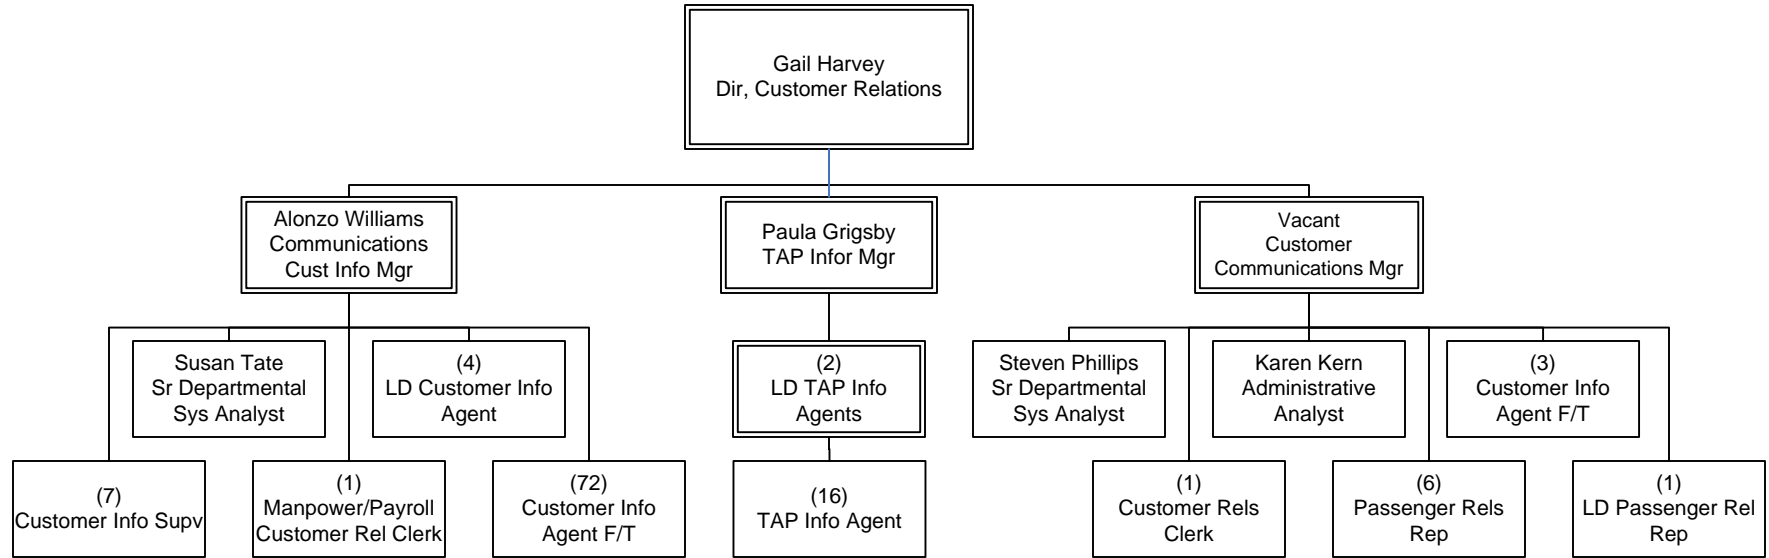 Gail Harvey
Dir, Customer Relations
Alonzo Williams
Communications
Cust Info Mgr
Paula Grigsby
TAP Infor Mgr
Vacant
Customer
Communications Mgr
Susan Tate
Sr Departmental
Sys Analyst
(4)
LD Customer Info
Agent
(2)
LD TAP Info
Agents
Steven Phillips
Sr Departmental
Sys Analyst
Karen Kern
Administrative
Analyst
(3)
Customer Info
Agent F/T
(7)
Customer Info Supv
(1)
Manpower/Payroll
Customer Rel Clerk
(72)
Customer Info
Agent F/T
(16)
TAP Info Agent
(1)
Customer Rels
Clerk
(6)
Passenger Rels
Rep
(1)
LD Passenger Rel
Rep